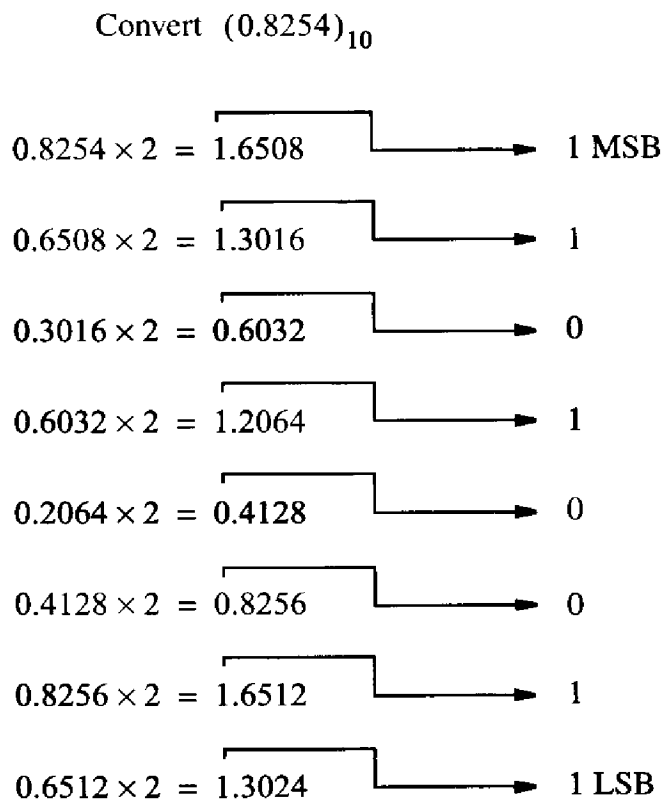 Convert (0.8254)₁₀
0.8254 × 2 = 1.6508 1 MSB
0.6508 × 2 = 1.3016 1
0.3016 × 2 = 0.6032 0
0.6032 × 2 = 1.2064 1
0.2064 × 2 = 0.4128 0
0.4128 × 2 = 0.8256 0
0.8256 × 2 = 1.6512 1
0.6512 × 2 = 1.3024 1 LSB